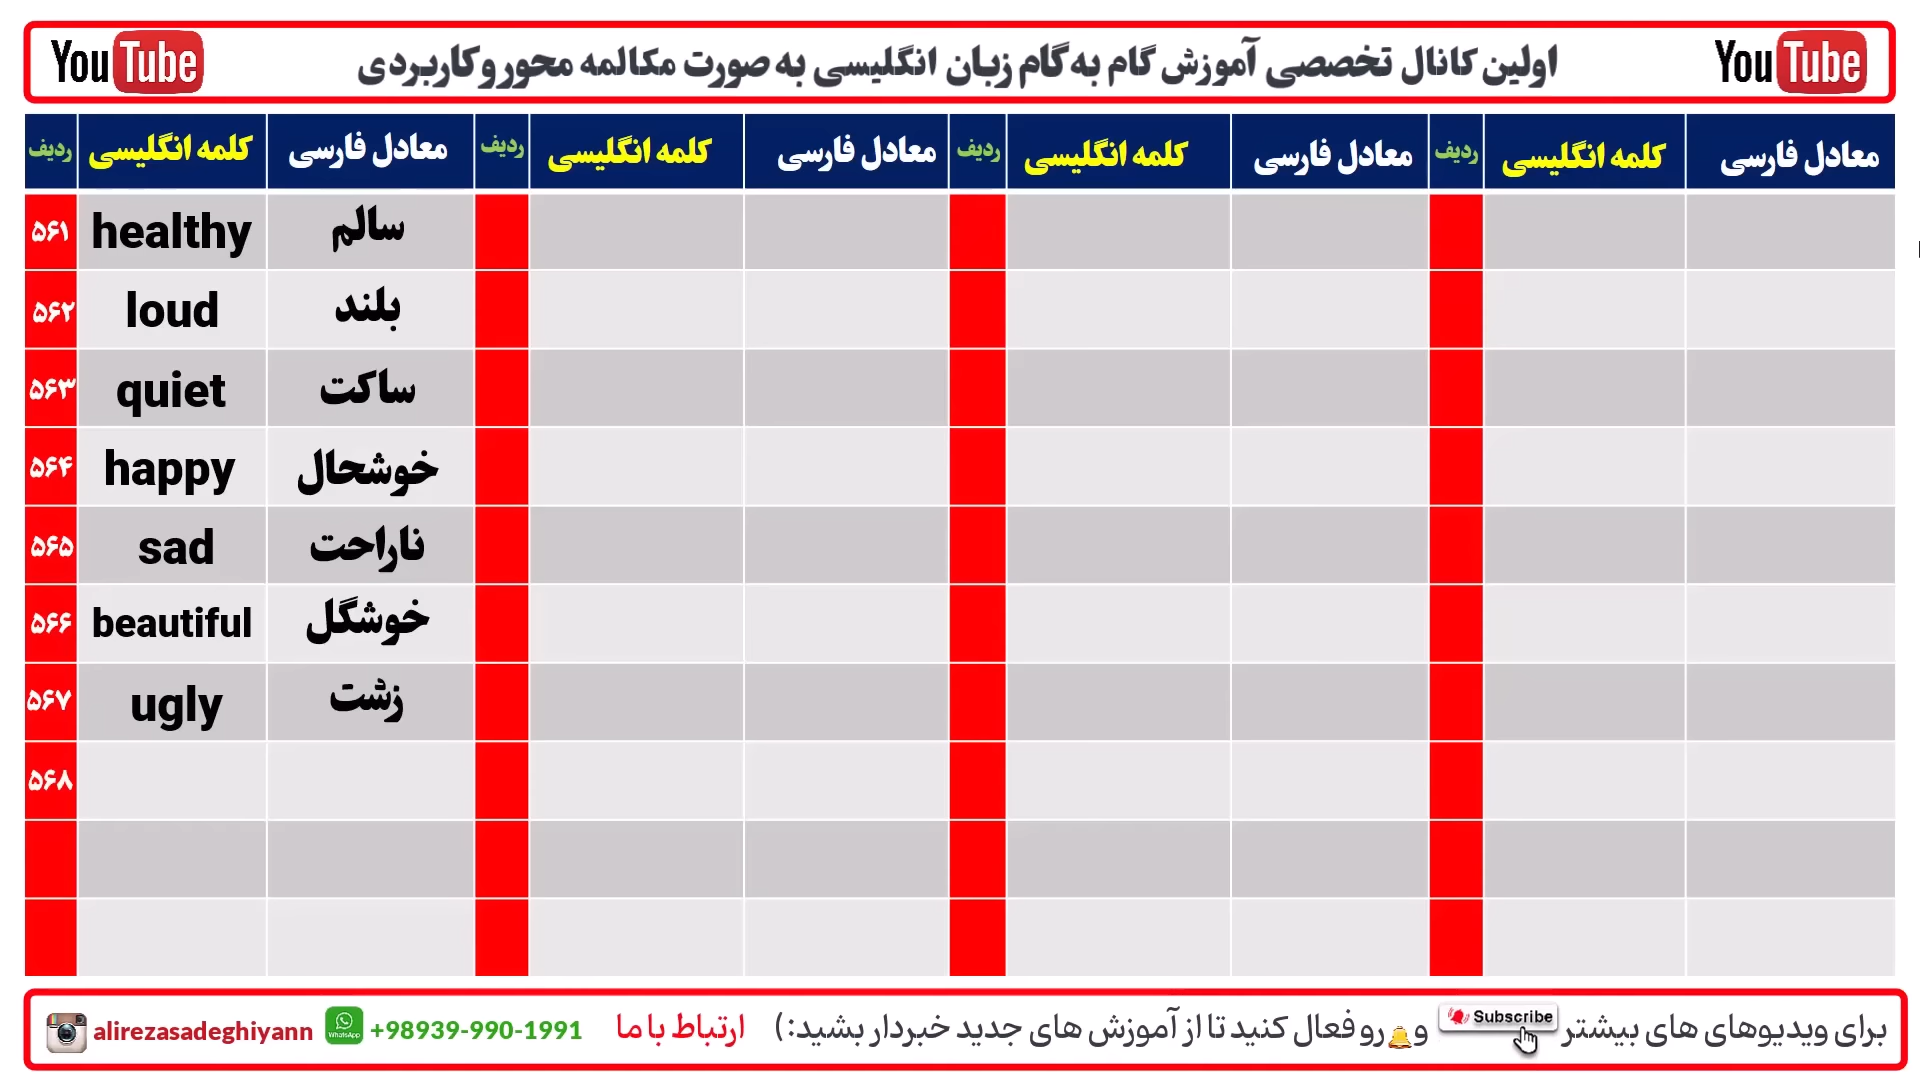 YouTube اولین کانال تخصصی آموزش گام به گام زبان انگلیسی به صورت مکالمه محور و کاربردی YouTube
ردیف کلمه انگلیسی معادل فارسی ردیف کلمه انگلیسی معادل فارسی ردیف کلمه انگلیسی معادل فارسی ردیف کلمه انگلیسی معادل فارسی
۵۶۱ healthy سالم
۵۶۲ loud بلند
۵۶۳ quiet ساکت
۵۶۴ happy خوشحال
۵۶۵ sad ناراحت
۵۶۶ beautiful خوشگل
۵۶۷ ugly زشت
۵۶۸
برای ویدیوهای های بیشتر Subscribe و رو فعال کنید تا از آموزش های جدید خبردار بشید:) ارتباط با ما +98939-990-1991 WhatsApp alirezasadeghiyann